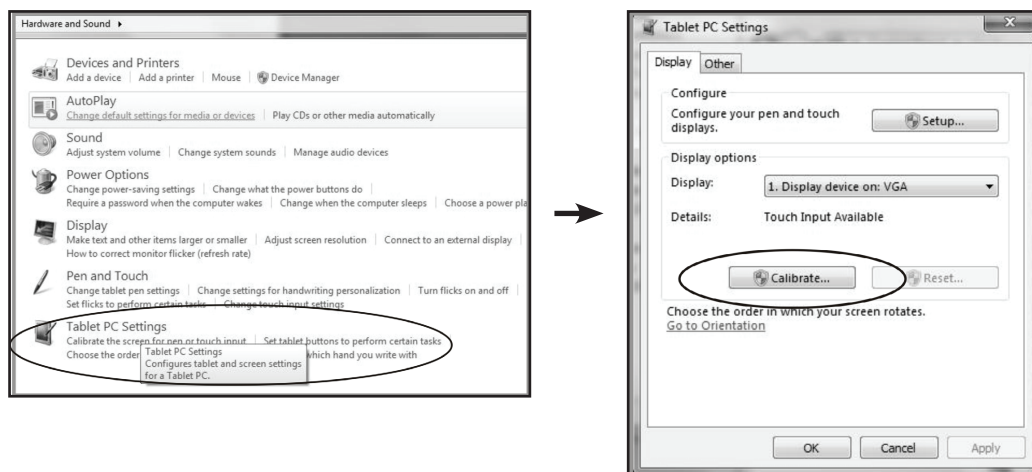 Hardware and Sound
Devices and Printers
Add a device | Add a printer | Mouse | Device Manager
AutoPlay
Change default settings for media or devices | Play CDs or other media automatically
Sound
Adjust system volume | Change system sounds | Manage audio devices
Power Options
Change power-saving settings | Change what the power buttons do |
Require a password when the computer wakes | Change when the computer sleeps | Choose a power pla
Display
Make text and other items larger or smaller | Adjust screen resolution | Connect to an external display |
How to correct monitor flicker (refresh rate)
Pen and Touch
Change tablet pen settings | Change settings for handwriting personalization | Turn flicks on and off |
Set flicks to perform certain tasks | Change touch input settings
Tablet PC Settings
Calibrate the screen for pen or touch input | Set tablet buttons to perform certain tasks
Choose the order which hand you write with
Tablet PC Settings
Configures tablet and screen settings
for a Tablet PC.
Tablet PC Settings
X
Display Other
Configure
Configure your pen and touch
displays.
Setup...
Display options
Display: 1. Display device on: VGA
Details: Touch Input Available
Calibrate... Reset...
Choose the order in which your screen rotates.
Go to Orientation
OK Cancel Apply